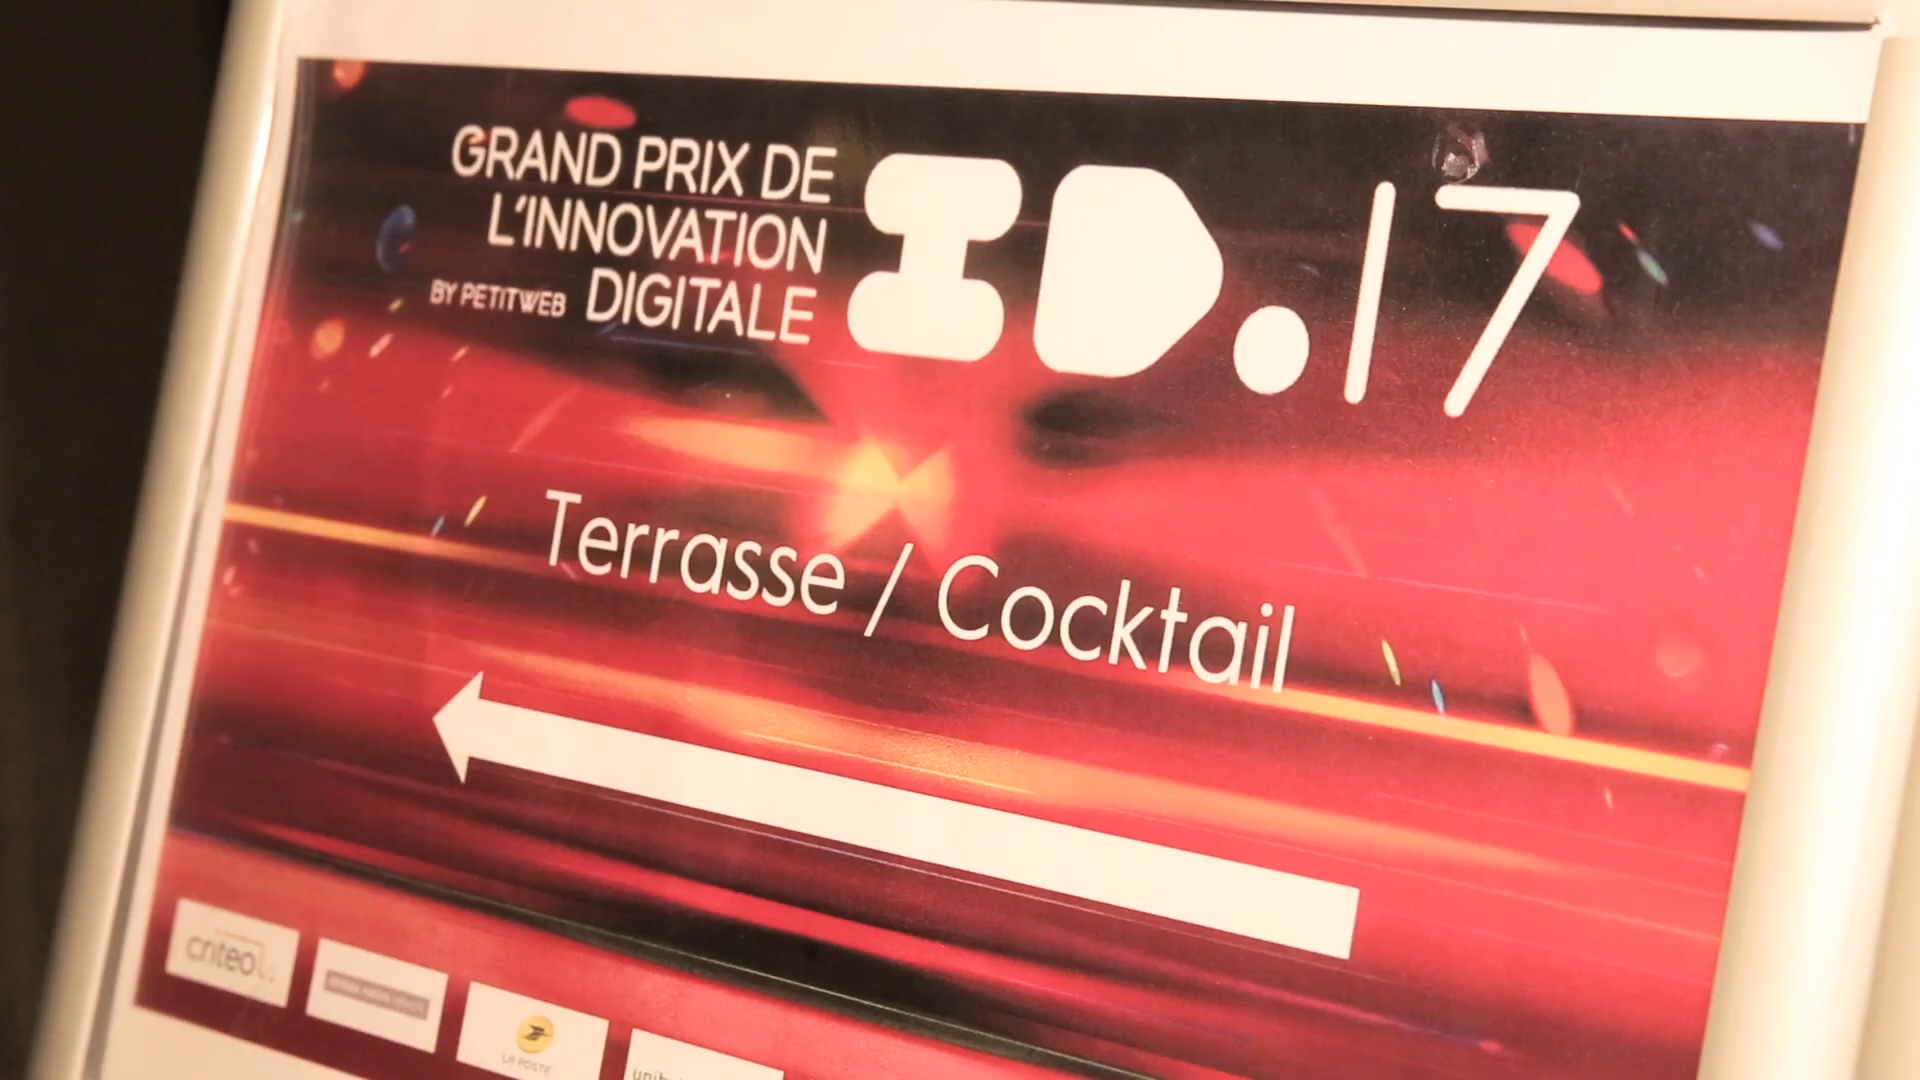 GRAND PRIX DE
L'INNOVATION
BY PETITWEB DIGITALE
ID.17
Terrasse / Cocktail
criteo
LA POSTE